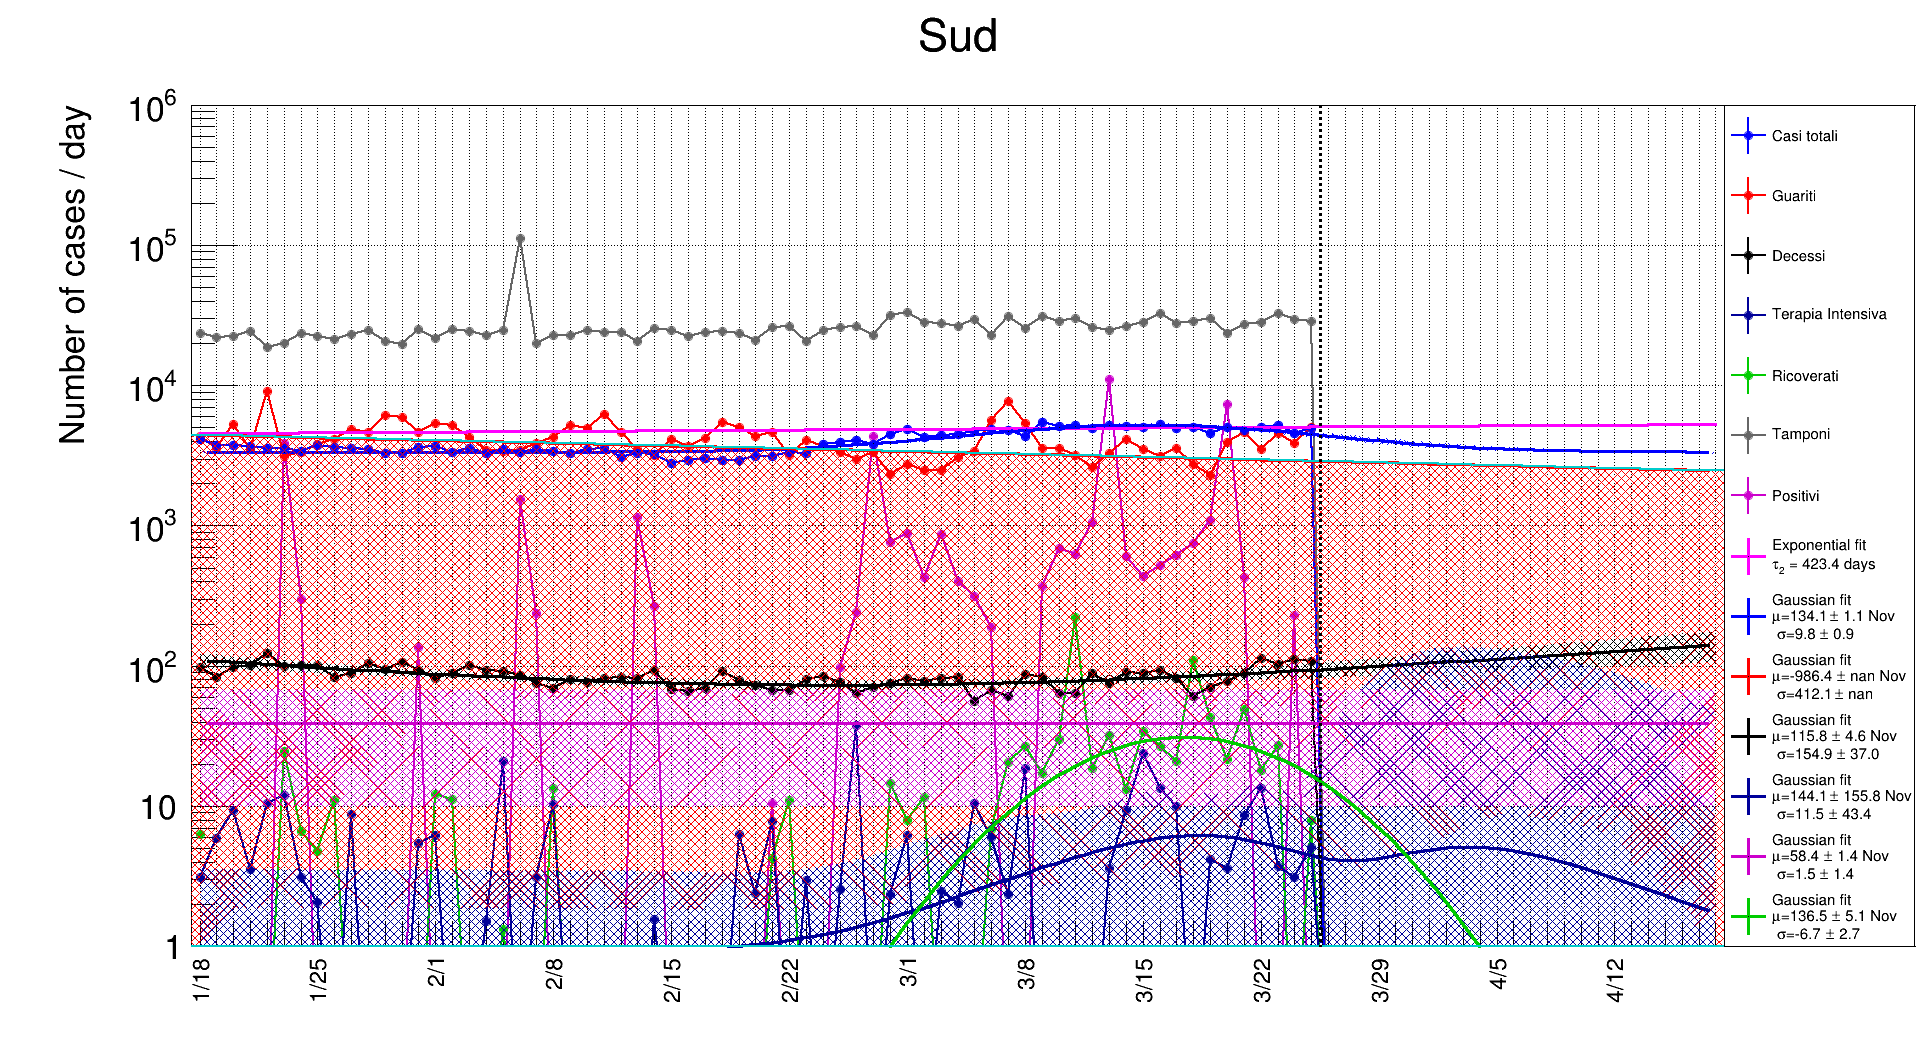 Sud
Number of cases / day
10^6
10^5
10^4
10^3
10^2
10
1
1/18
1/25
2/1
2/8
2/15
2/22
3/1
3/8
3/15
3/22
3/29
4/5
4/12
Casi totali
Guariti
Decessi
Terapia Intensiva
Ricoverati
Tamponi
Positivi
Exponential fit
τ₂ = 423.4 days
Gaussian fit
μ=134.1 ± 1.1 Nov
σ=9.8 ± 0.9
Gaussian fit
μ=-986.4 ± nan Nov
σ=412.1 ± nan
Gaussian fit
μ=115.8 ± 4.6 Nov
σ=154.9 ± 37.0
Gaussian fit
μ=144.1 ± 155.8 Nov
σ=11.5 ± 43.4
Gaussian fit
μ=58.4 ± 1.4 Nov
σ=1.5 ± 1.4
Gaussian fit
μ=136.5 ± 5.1 Nov
σ=-6.7 ± 2.7